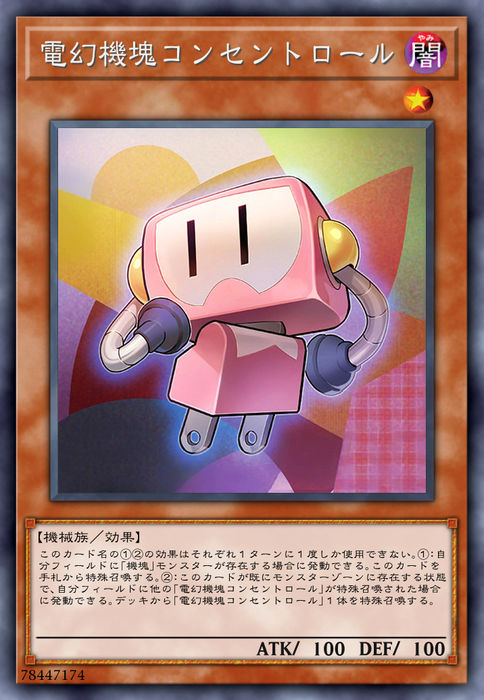 電幻機塊コンセントロール
やみ
闇
【機械族／効果】
このカード名の①②の効果はそれぞれ１ターンに１度しか使用できない。①：自
分フィールドに「機塊」モンスターが存在する場合に発動できる。このカードを
手札から特殊召喚する。②：このカードが既にモンスターゾーンに存在する状態
で、自分フィールドに他の「電幻機塊コンセントロール」が特殊召喚された場合
に発動できる。デッキから「電幻機塊コンセントロール」１体を特殊召喚する。
ATK/ 100 DEF/ 100
78447174